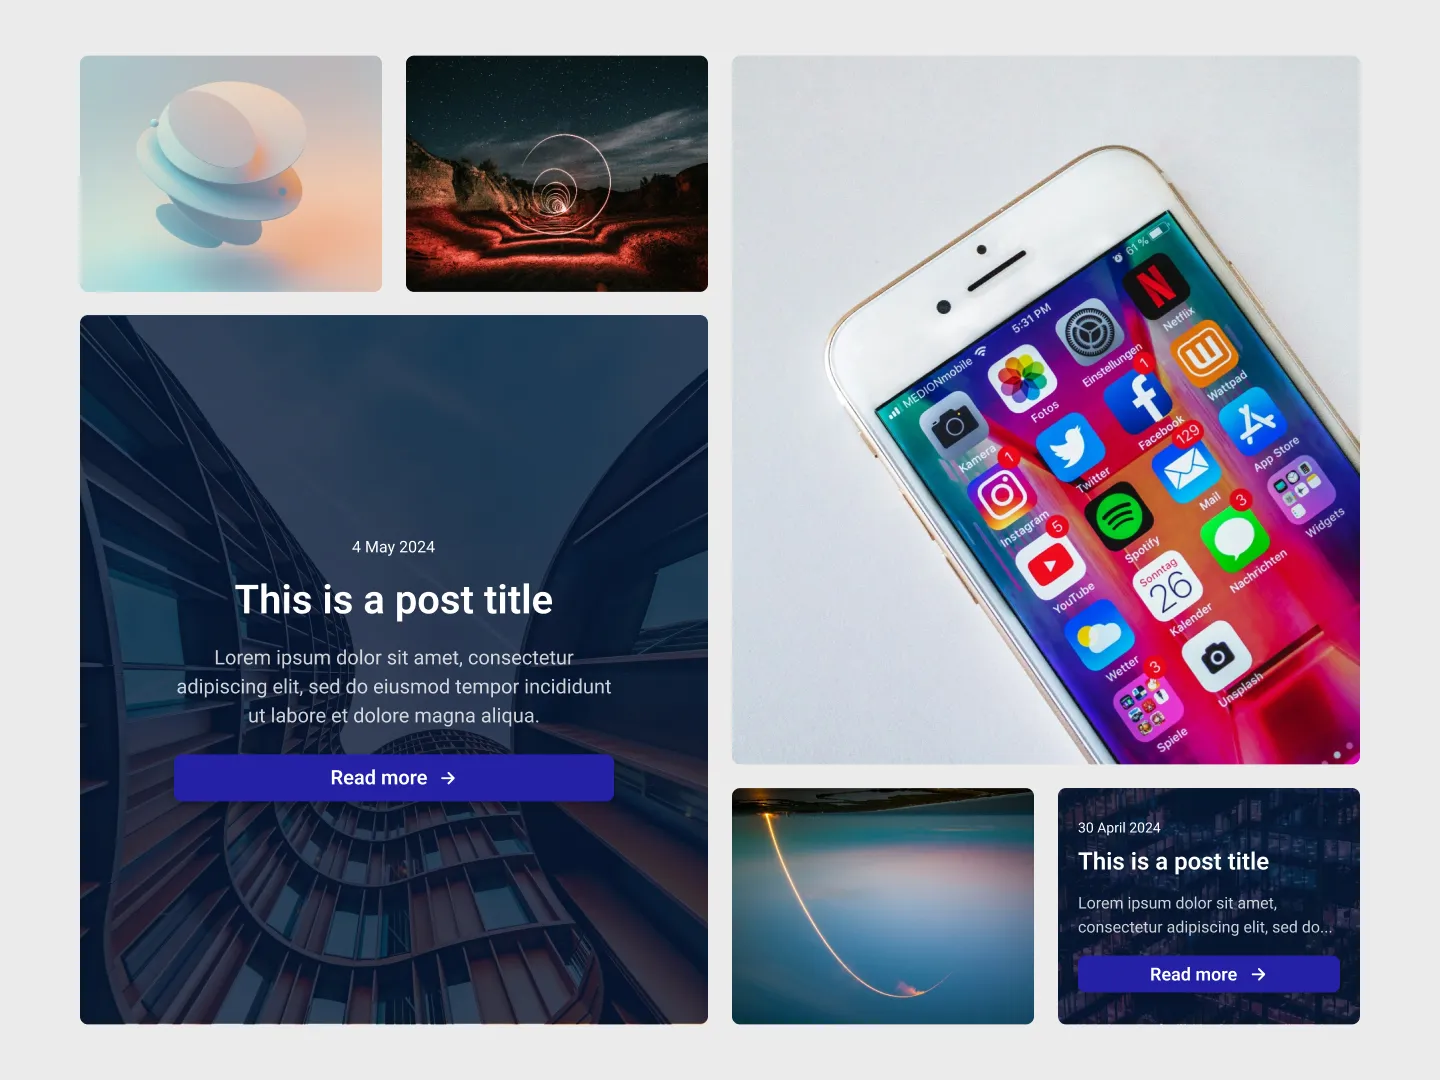 4 May 2024
This is a post title
Lorem ipsum dolor sit amet, consectetur
adipiscing elit, sed do eiusmod tempor incididunt
ut labore et dolore magna aliqua.
Read more →
MEDIONmobile
5:31 PM
61 %
Kamera
Fotos
Einstellungen
Netflix
N
1
Instagram
Twitter
1
Facebook
Wattpad
5
YouTube
Spotify
129
Mail
App Store
Wetter
Sonntag
26
Kalender
3
Nachrichten
Widgets
3
Spiele
Unsplash
30 April 2024
This is a post title
Lorem ipsum dolor sit amet,
consectetur adipiscing elit, sed do...
Read more →